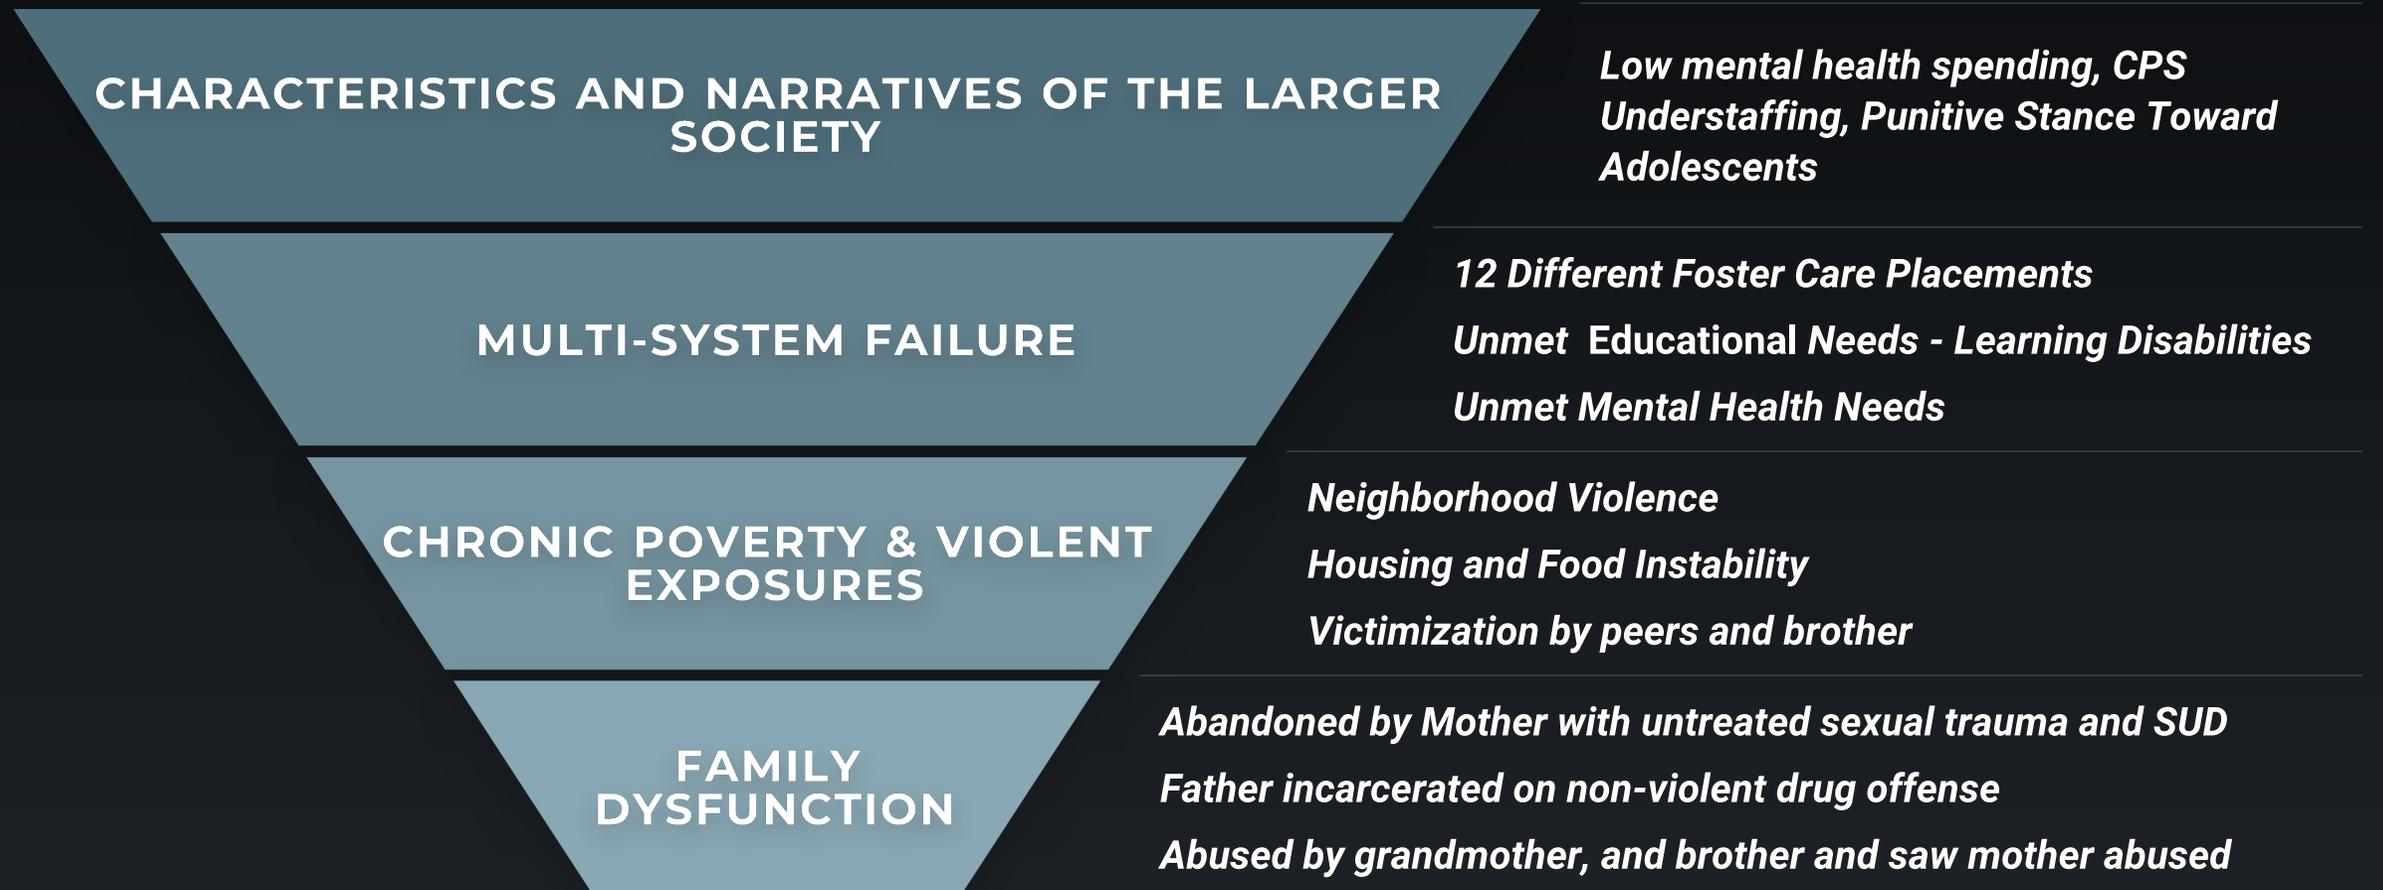 CHARACTERISTICS AND NARRATIVES OF THE LARGER
SOCIETY
Low mental health spending, CPS
Understaffing, Punitive Stance Toward
Adolescents
MULTI-SYSTEM FAILURE
12 Different Foster Care Placements
Unmet Educational Needs - Learning Disabilities
Unmet Mental Health Needs
CHRONIC POVERTY & VIOLENT
EXPOSURES
Neighborhood Violence
Housing and Food Instability
Victimization by peers and brother
FAMILY
DYSFUNCTION
Abandoned by Mother with untreated sexual trauma and SUD
Father incarcerated on non-violent drug offense
Abused by grandmother, and brother and saw mother abused